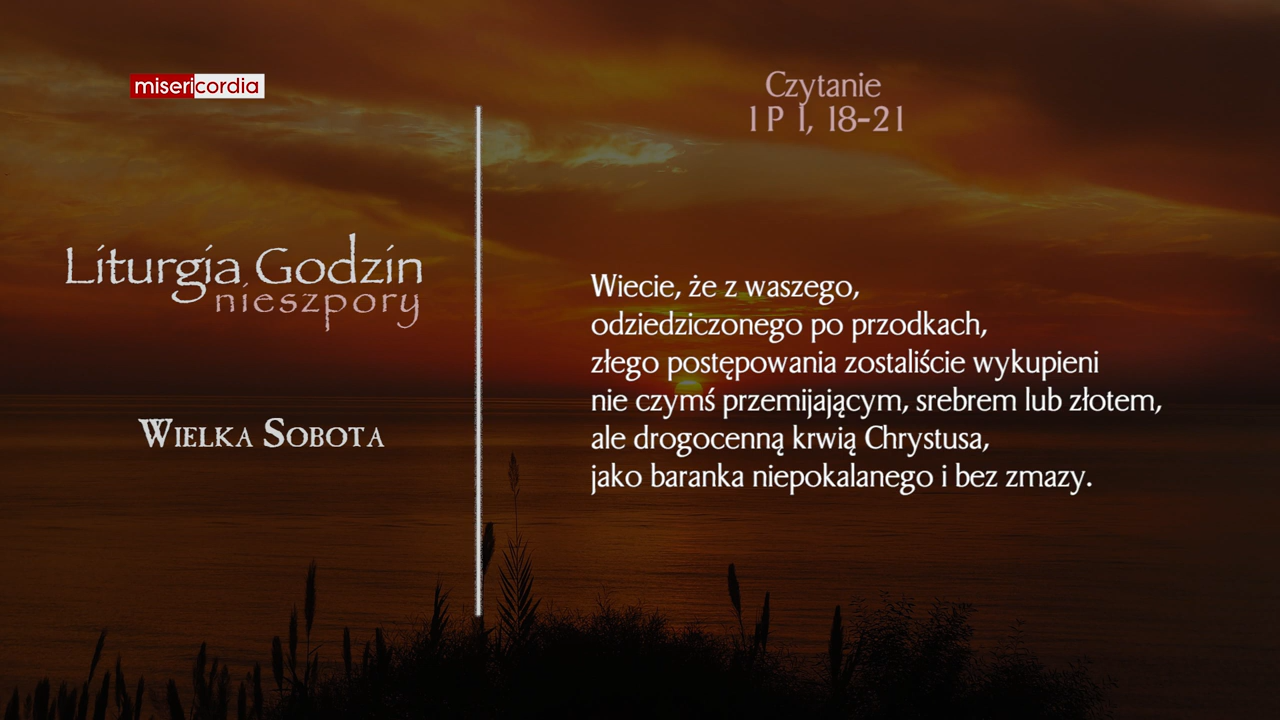 misericordia
Liturgia Godzin
nieszpory
Wielka Sobota
Czytanie
1 P 1, 18-21
Wiecie, że z waszego,
odziedziczonego po przodkach,
złego postępowania zostaliście wykupieni
nie czymś przemijającym, srebrem lub złotem,
ale drogocenną krwią Chrystusa,
jako baranka niepokalanego i bez zmazy.